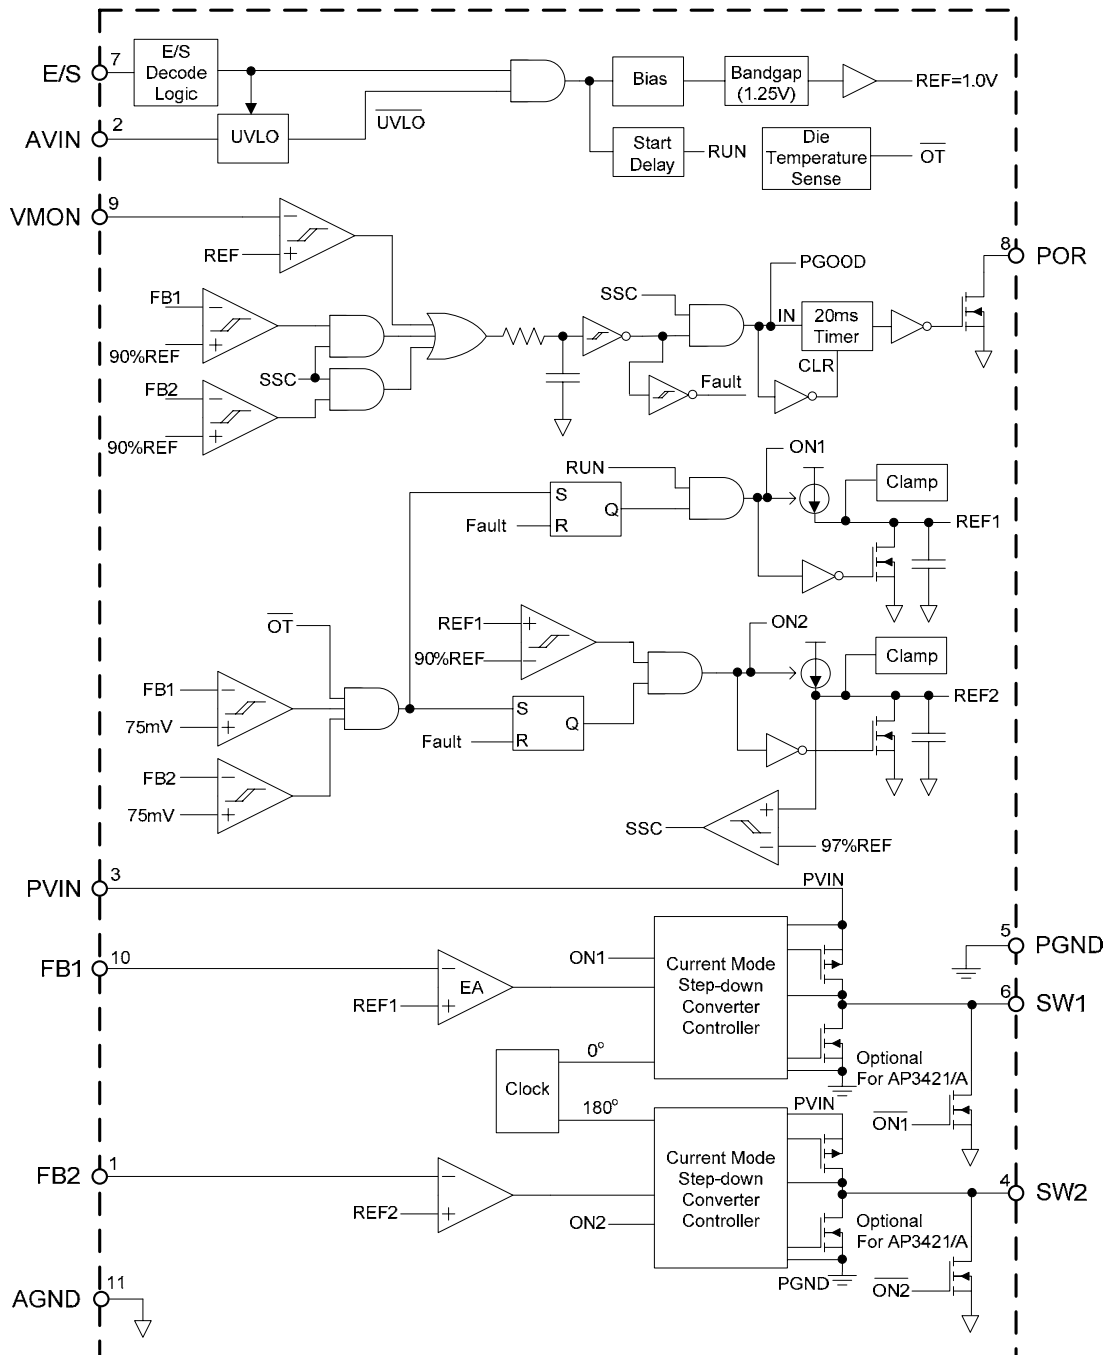 E/S
7
E/S
Decode
Logic
Bias
Bandgap
(1.25V)
REF=1.0V
AVIN
2
UVLO
UVLO
Start
Delay
RUN
Die
Temperature
Sense
OT
VMON
9
−
REF
+
8
POR
PGOOD
FB1
−
90%REF
+
SSC
IN
20ms
Timer
CLR
SSC
FB2
−
90%REF
+
Fault
RUN
ON1
Clamp
S
Q
Fault
R
REF1
OT
REF1
+
90%REF
−
ON2
Clamp
FB1
−
75mV
+
S
Q
Fault
R
REF2
FB2
−
75mV
+
SSC
+
−
97%REF
PVIN
3
PVIN
5
PGND
FB1
10
−
EA
REF1
+
ON1
Current Mode
Step-down
Converter
Controller
6
SW1
Clock
0°
180°
Optional
For AP3421/A
ON1
PVIN
FB2
1
−
REF2
+
ON2
Current Mode
Step-down
Converter
Controller
4
SW2
Optional
For AP3421/A
PGND
ON2
AGND
11